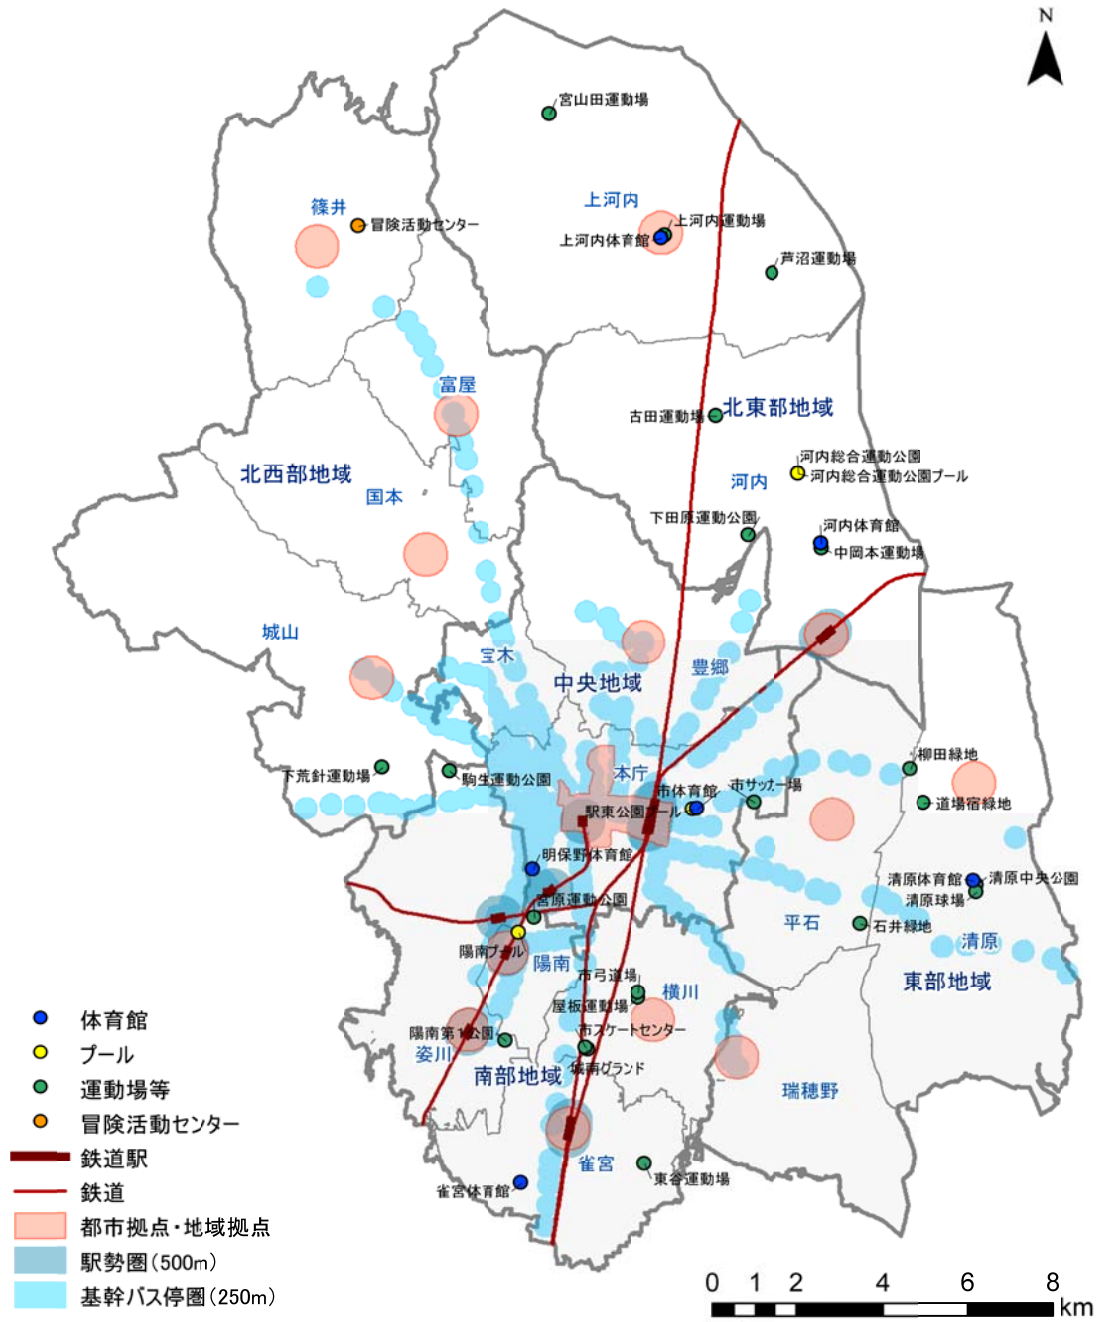 N
宮山田運動場
上河内
篠井
冒険活動センター
上河内運動場
上河内体育館
芦沼運動場
富屋
古田運動場
北東部地域
北西部地域
河内総合運動公園
河内総合運動公園プール
河内
国本
下田原運動公園
河内体育館
中岡本運動場
城山
宝木
豊郷
中央地域
下荒針運動場
駒生運動公園
本庁
市体育館
市サッカー場
駅東公園プール
柳田緑地
道場宿緑地
明保野体育館
清原体育館
清原中央公園
清原球場
宮原運動公園
平石
石井緑地
清原
陽南プール
陽南
市弓道場
横川
東部地域
屋板運動場
陽南第1公園
市スケートセンター
姿川
城南グランド
南部地域
瑞穂野
雀宮
東谷運動場
雀宮体育館
体育館
プール
運動場等
冒険活動センター
鉄道駅
鉄道
都市拠点・地域拠点
駅勢圏(500m)
基幹バス停圏(250m)
0 1 2 4 6 8
km